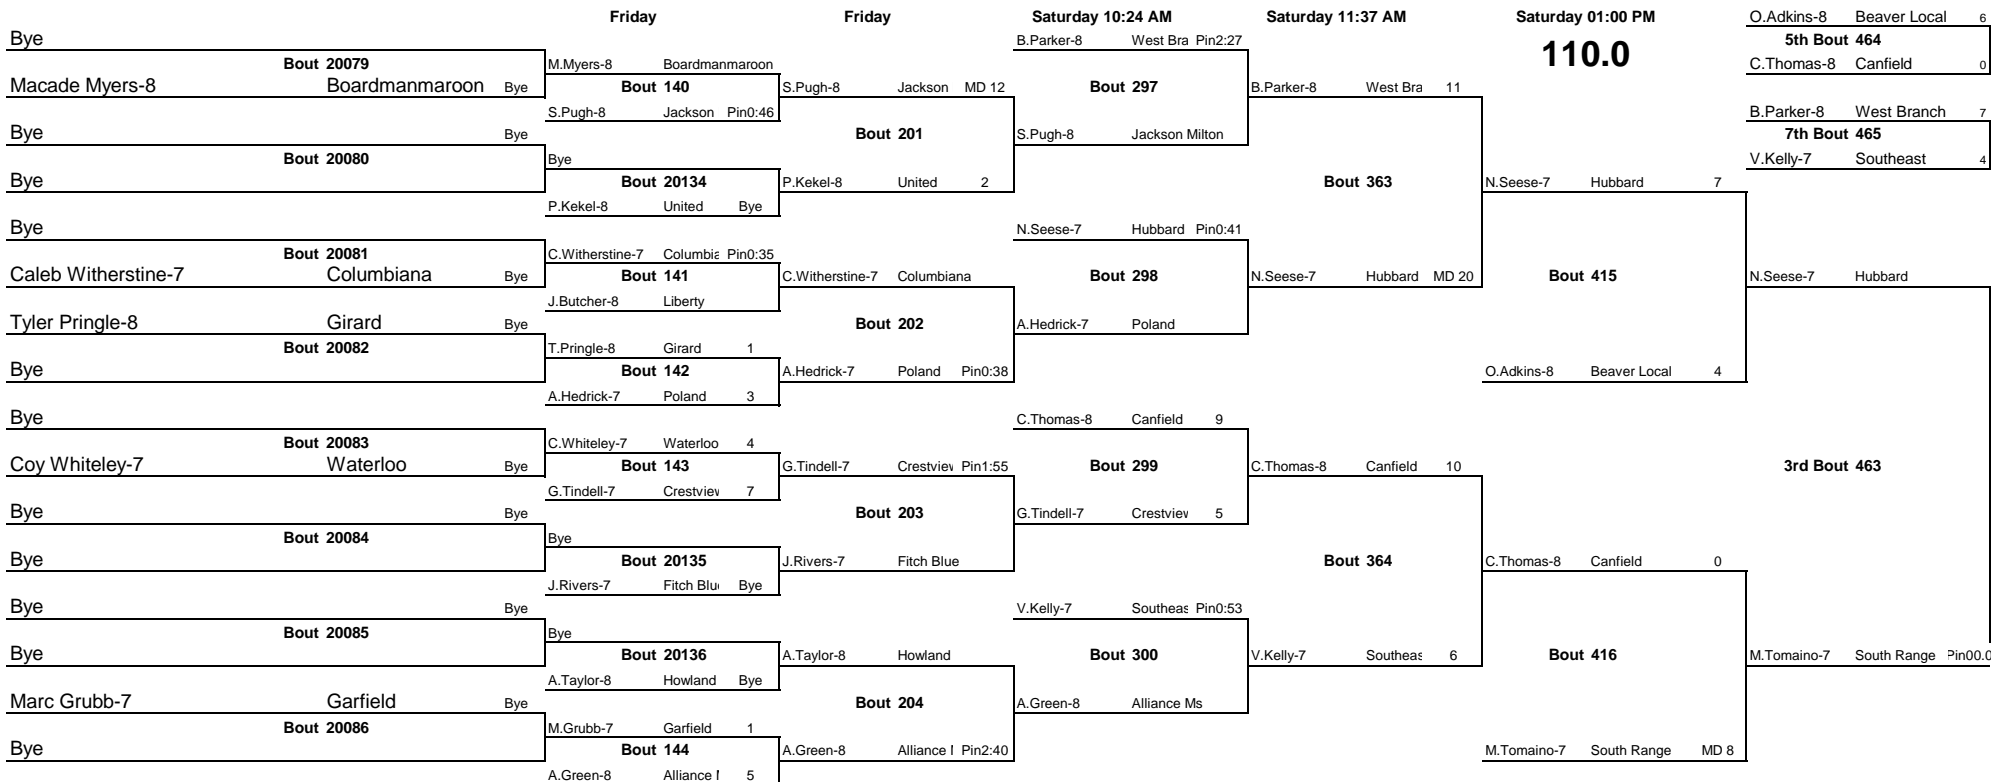 Friday Friday Saturday 10:24 AM Saturday 11:37 AM Saturday 01:00 PM O.Adkins-8 Beaver Local 6
Bye B.Parker-8 West Bra Pin2:27 110.0 5th Bout 464
Bout 20079 M.Myers-8 Boardmanmaroon C.Thomas-8 Canfield 0
Macade Myers-8 Boardmanmaroon Bye Bout 140 S.Pugh-8 Jackson MD 12 Bout 297 B.Parker-8 West Bra 11
S.Pugh-8 Jackson Pin0:46 B.Parker-8 West Branch 7
Bye Bye Bout 201 S.Pugh-8 Jackson Milton 7th Bout 465
Bout 20080 Bye V.Kelly-7 Southeast 4
Bye Bout 20134 P.Kekel-8 United 2 Bout 363 N.Seese-7 Hubbard 7
P.Kekel-8 United Bye
Bye N.Seese-7 Hubbard Pin0:41
Bout 20081 C.Witherstine-7 Columbia Pin0:35
Caleb Witherstine-7 Columbiana Bye Bout 141 C.Witherstine-7 Columbiana Bout 298 N.Seese-7 Hubbard MD 20 Bout 415 N.Seese-7 Hubbard
J.Butcher-8 Liberty
Tyler Pringle-8 Girard Bye Bout 202 A.Hedrick-7 Poland
Bout 20082 T.Pringle-8 Girard 1
Bye Bout 142 A.Hedrick-7 Poland Pin0:38 O.Adkins-8 Beaver Local 4
A.Hedrick-7 Poland 3
Bye C.Thomas-8 Canfield 9
Bout 20083 C.Whiteley-7 Waterloo 4
Coy Whiteley-7 Waterloo Bye Bout 143 G.Tindell-7 Crestviev Pin1:55 Bout 299 C.Thomas-8 Canfield 10 3rd Bout 463
G.Tindell-7 Crestviev 7
Bye Bye Bout 203 G.Tindell-7 Crestviev 5
Bout 20084 Bye
Bye Bout 20135 J.Rivers-7 Fitch Blue Bout 364 C.Thomas-8 Canfield 0
J.Rivers-7 Fitch Blu Bye
Bye Bye V.Kelly-7 Southeas Pin0:53
Bout 20085 Bye
Bye Bout 20136 A.Taylor-8 Howland Bout 300 V.Kelly-7 Southeas 6 Bout 416 M.Tomaino-7 South Range Pin00.0
A.Taylor-8 Howland Bye
Marc Grubb-7 Garfield Bye Bout 204 A.Green-8 Alliance Ms
Bout 20086 M.Grubb-7 Garfield 1
Bye Bout 144 A.Green-8 Alliance Pin2:40 M.Tomaino-7 South Range MD 8
A.Green-8 Alliance 5